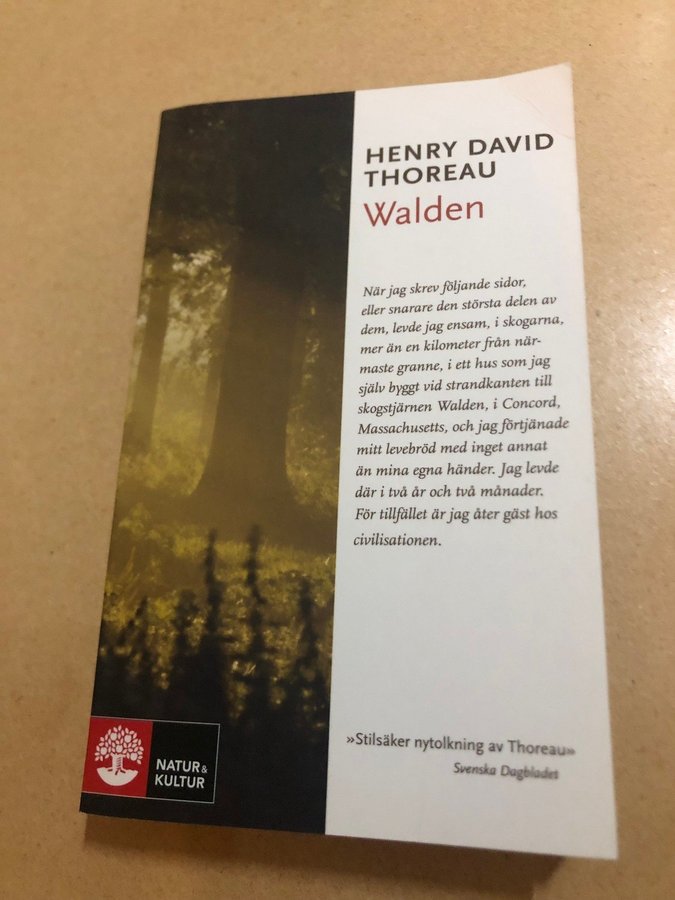 HENRY DAVID
THOREAU
Walden
När jag skrev följande sidor,
eller snarare den största delen av
dem, levde jag ensam, i skogarna,
mer än en kilometer från när-
maste granne, i ett hus som jag
själv byggt vid strandkanten till
skogstjärnen Walden, i Concord,
Massachusetts, och jag förtjänade
mitt levebröd med inget annat
än mina egna händer. Jag levde
där i två år och två månader.
För tillfället är jag åter gäst hos
civilisationen.
»Stilsäker nytolkning av Thoreau»
Svenska Dagbladet
NATUR &
KULTUR